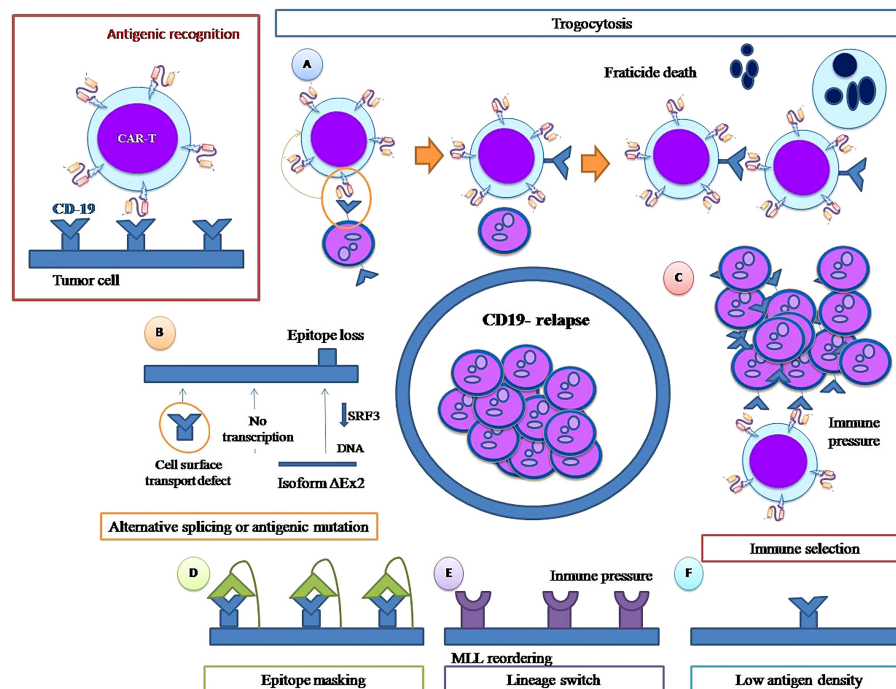 Antigenic recognition
CAR-T
CD-19
Tumor cell
Trogocytosis
A
Fraticide death
B
Epitope loss
No
transcription
SRF3
DNA
Cell surface
transport defect
Isoform ΔEx2
Alternative splicing or antigenic mutation
CD19- relapse
C
Immune
pressure
Immune selection
D
Epitope masking
E
Inmune pressure
MLL reordering
Lineage switch
F
Low antigen density